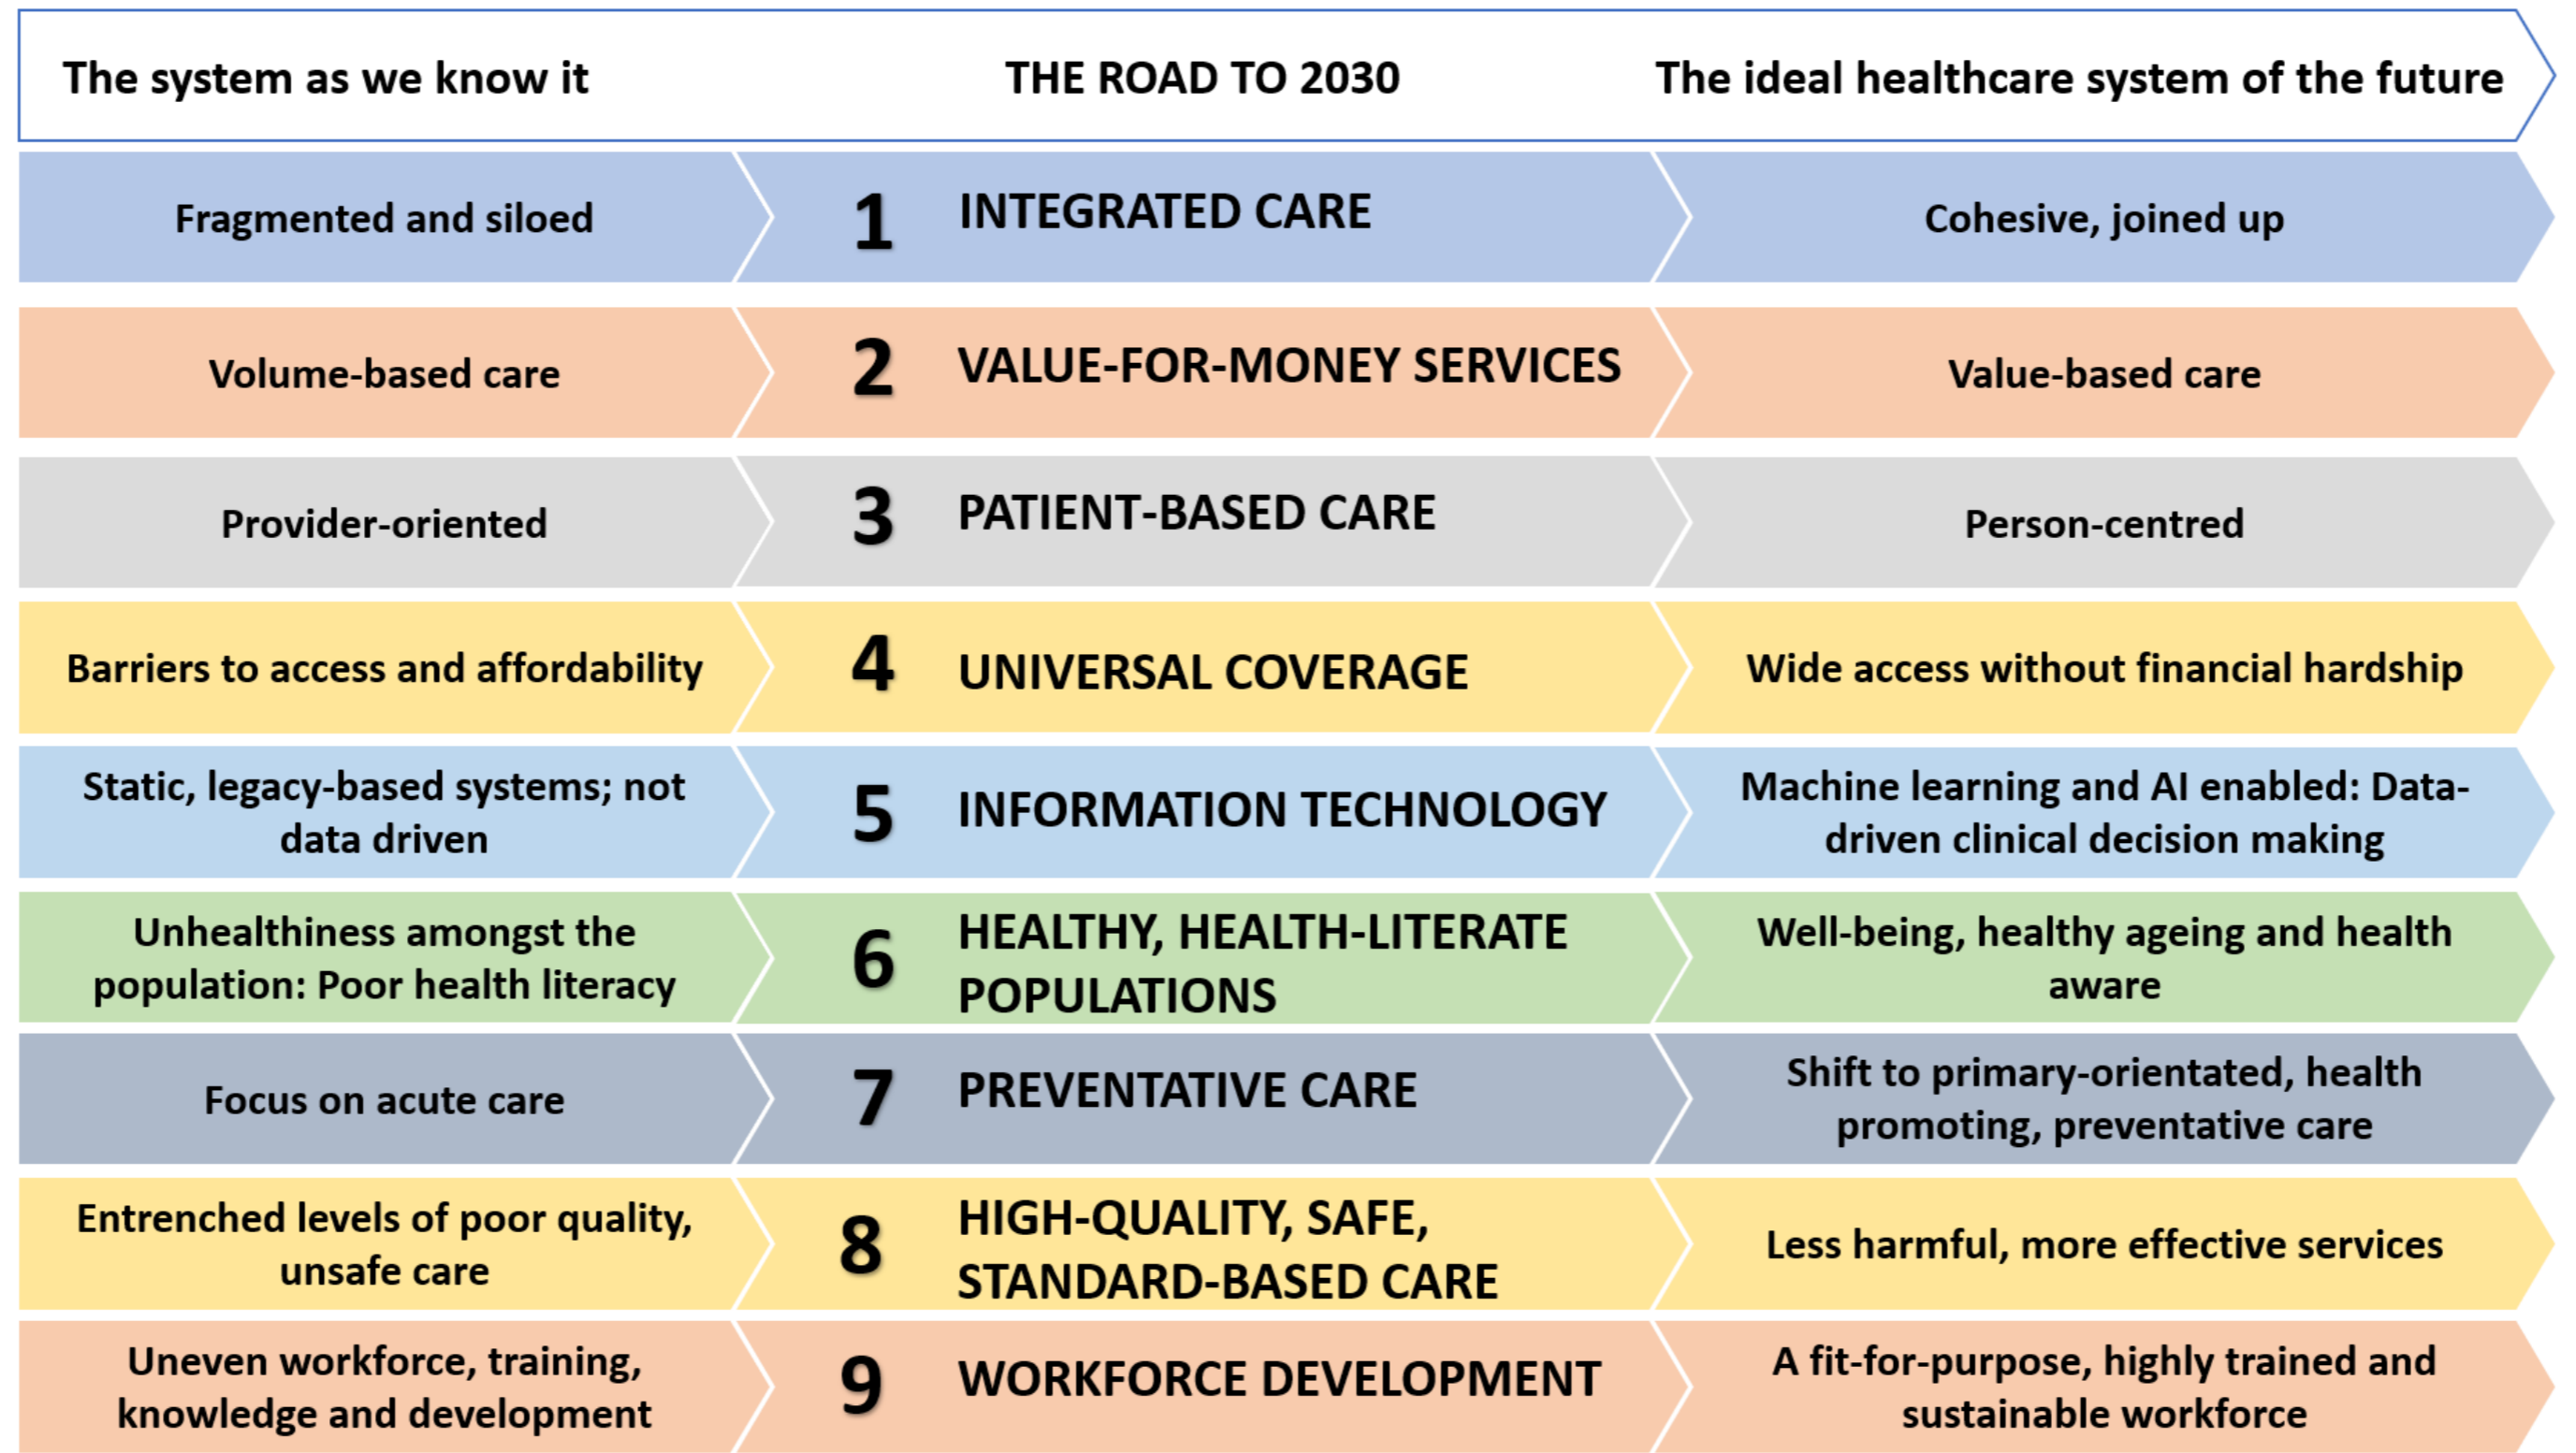 The system as we know it
THE ROAD TO 2030
The ideal healthcare system of the future
Fragmented and siloed
1
INTEGRATED CARE
Cohesive, joined up
Volume-based care
2
VALUE-FOR-MONEY SERVICES
Value-based care
Provider-oriented
3
PATIENT-BASED CARE
Person-centred
Barriers to access and affordability
4
UNIVERSAL COVERAGE
Wide access without financial hardship
Static, legacy-based systems; not
data driven
5
INFORMATION TECHNOLOGY
Machine learning and AI enabled: Data-
driven clinical decision making
Unhealthiness amongst the
population: Poor health literacy
6
HEALTHY, HEALTH-LITERATE
POPULATIONS
Well-being, healthy ageing and health
aware
Focus on acute care
7
PREVENTATIVE CARE
Shift to primary-orientated, health
promoting, preventative care
Entrenched levels of poor quality,
unsafe care
8
HIGH-QUALITY, SAFE,
STANDARD-BASED CARE
Less harmful, more effective services
Uneven workforce, training,
knowledge and development
9
WORKFORCE DEVELOPMENT
A fit-for-purpose, highly trained and
sustainable workforce